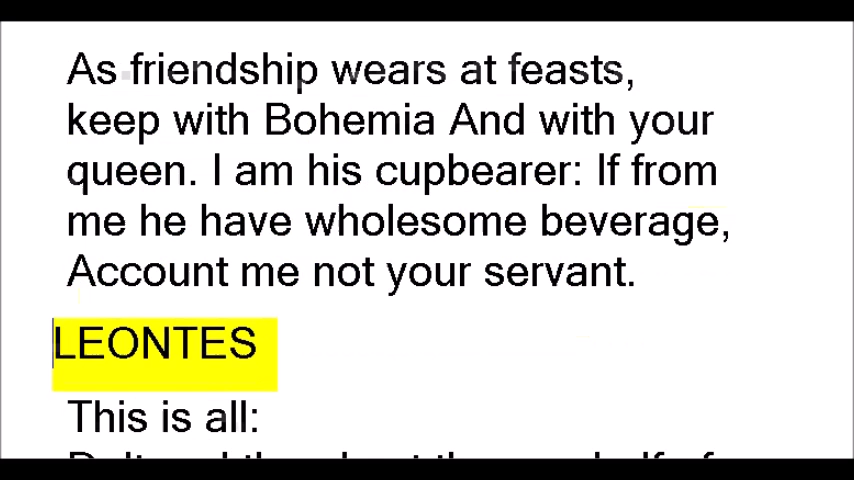 As friendship wears at feasts,
keep with Bohemia And with your
queen. I am his cupbearer: If from
me he have wholesome beverage,
Account me not your servant.
LEONTES
This is all: